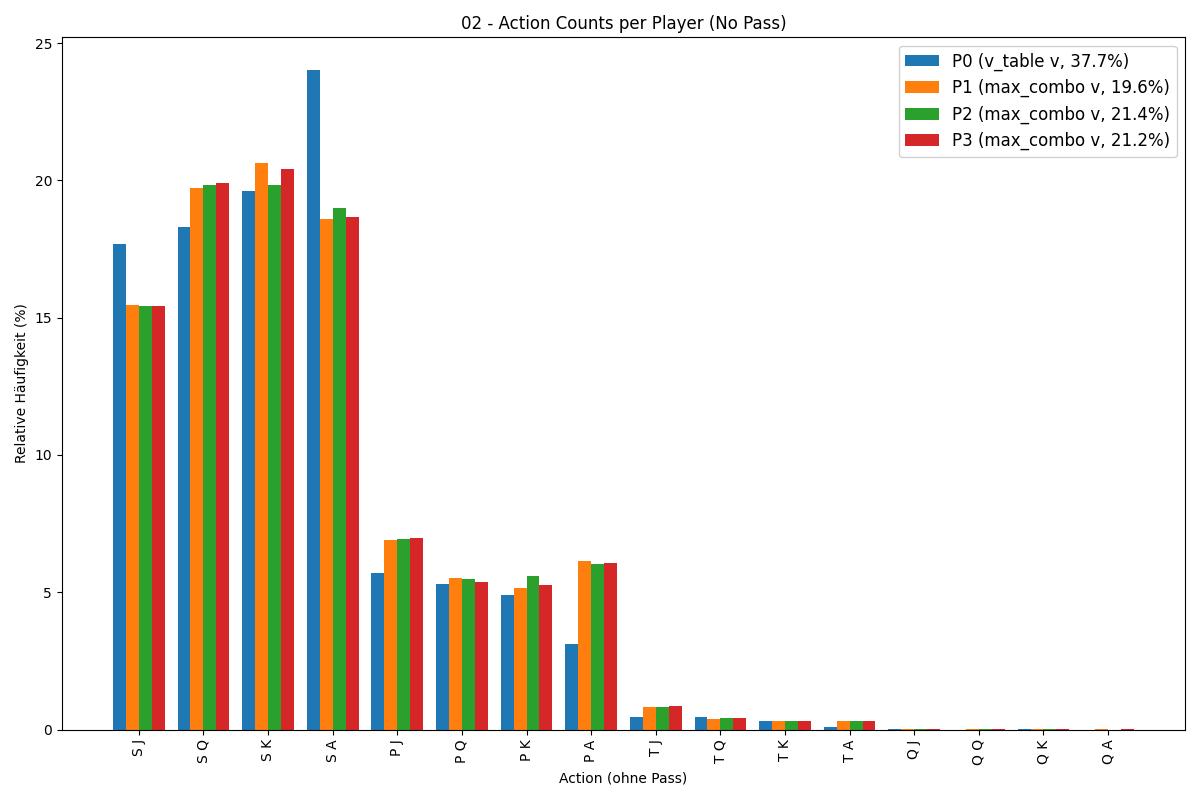 02 - Action Counts per Player (No Pass)
P0 (v_table v, 37.7%)
P1 (max_combo v, 19.6%)
P2 (max_combo v, 21.4%)
P3 (max_combo v, 21.2%)
Relative Häufigkeit (%)
25
20
15
10
5
0
S J
S Q
S K
S A
P J
P Q
P K
P A
T J
T Q
T K
T A
Q J
Q Q
Q K
Q A
Action (ohne Pass)